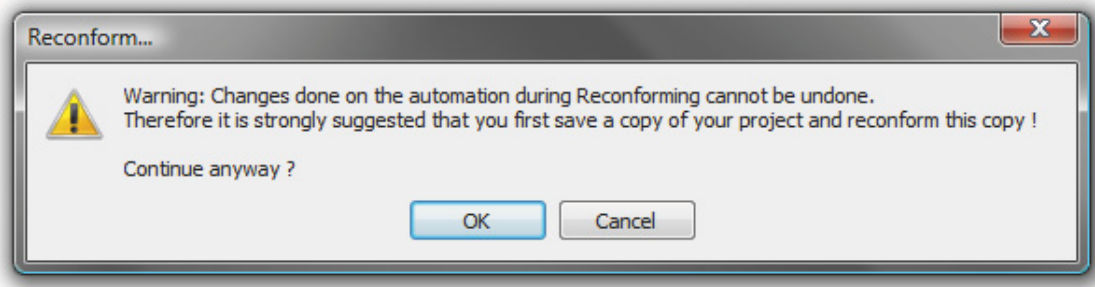 Reconform...
Warning: Changes done on the automation during Reconforming cannot be undone.
Therefore it is strongly suggested that you first save a copy of your project and reconform this copy !
Continue anyway ?
OK
Cancel